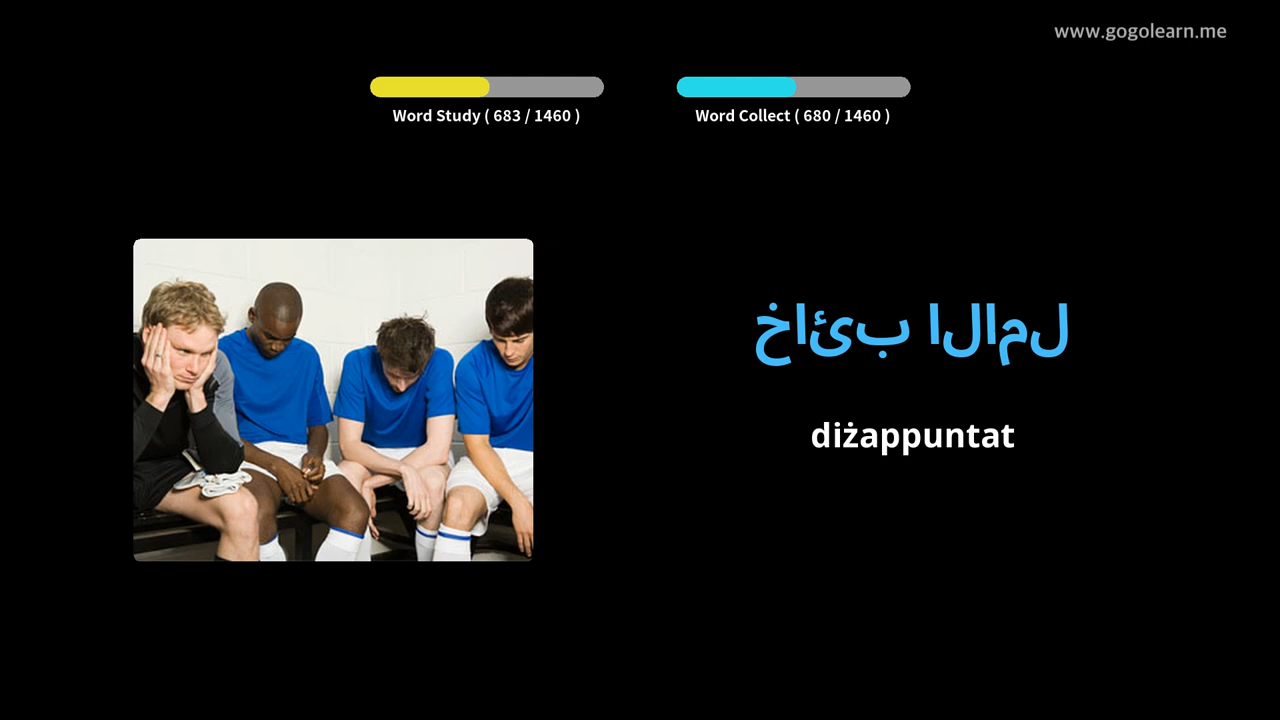 www.gogolearn.me
Word Study ( 683 / 1460 )
Word Collect ( 680 / 1460 )
خائب الامل
diżappuntat